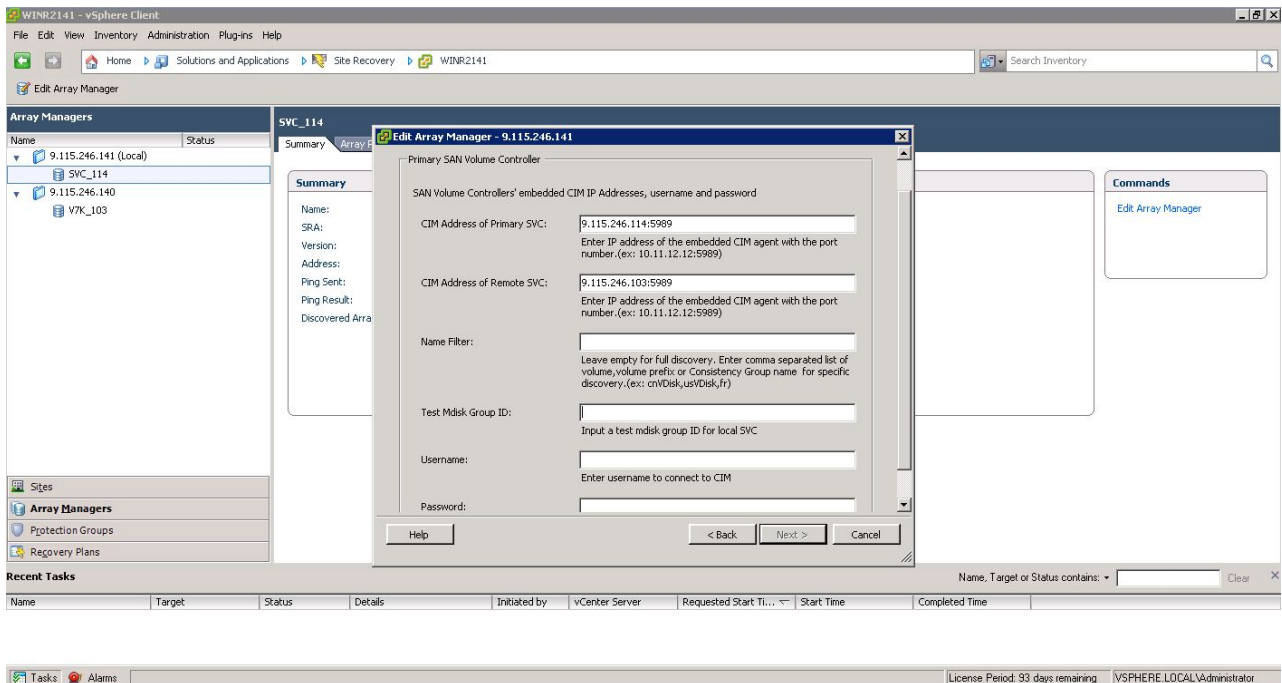 WINR2141 - vSphere Client
File Edit View Inventory Administration Plug-ins Help
Home Solutions and Applications Site Recovery WINR2141
Search Inventory
Edit Array Manager
Array Managers
Name Status
9.115.246.141 (Local)
SVC_114
9.115.246.140
V7K_103
Sites
Array Managers
Protection Groups
Recovery Plans
SVC_114
Summary Array P
Summary
Name:
SRA:
Version:
Address:
Ping Sent:
Ping Result:
Discovered Arra
Edit Array Manager - 9.115.246.141
Primary SAN Volume Controller
SAN Volume Controllers' embedded CIM IP Addresses, username and password
CIM Address of Primary SVC: 9.115.246.114:5989
Enter IP address of the embedded CIM agent with the port
number.(ex: 10.11.12.12:5989)
CIM Address of Remote SVC: 9.115.246.103:5989
Enter IP address of the embedded CIM agent with the port
number.(ex: 10.11.12.12:5989)
Name Filter:
Leave empty for full discovery. Enter comma separated list of
volume,volume prefix or Consistency Group name for specific
discovery.(ex: cnVDisk,usVDisk,fr)
Test Mdisk Group ID:
Input a test mdisk group ID for local SVC
Username:
Enter username to connect to CIM
Password:
Help < Back Next > Cancel
Commands
Edit Array Manager
Recent Tasks
Name, Target or Status contains: Clear
Name Target Status Details Initiated by vCenter Server Requested Start Ti... Start Time Completed Time
Tasks Alarms
License Period: 93 days remaining VSPHERE.LOCAL\Administrator